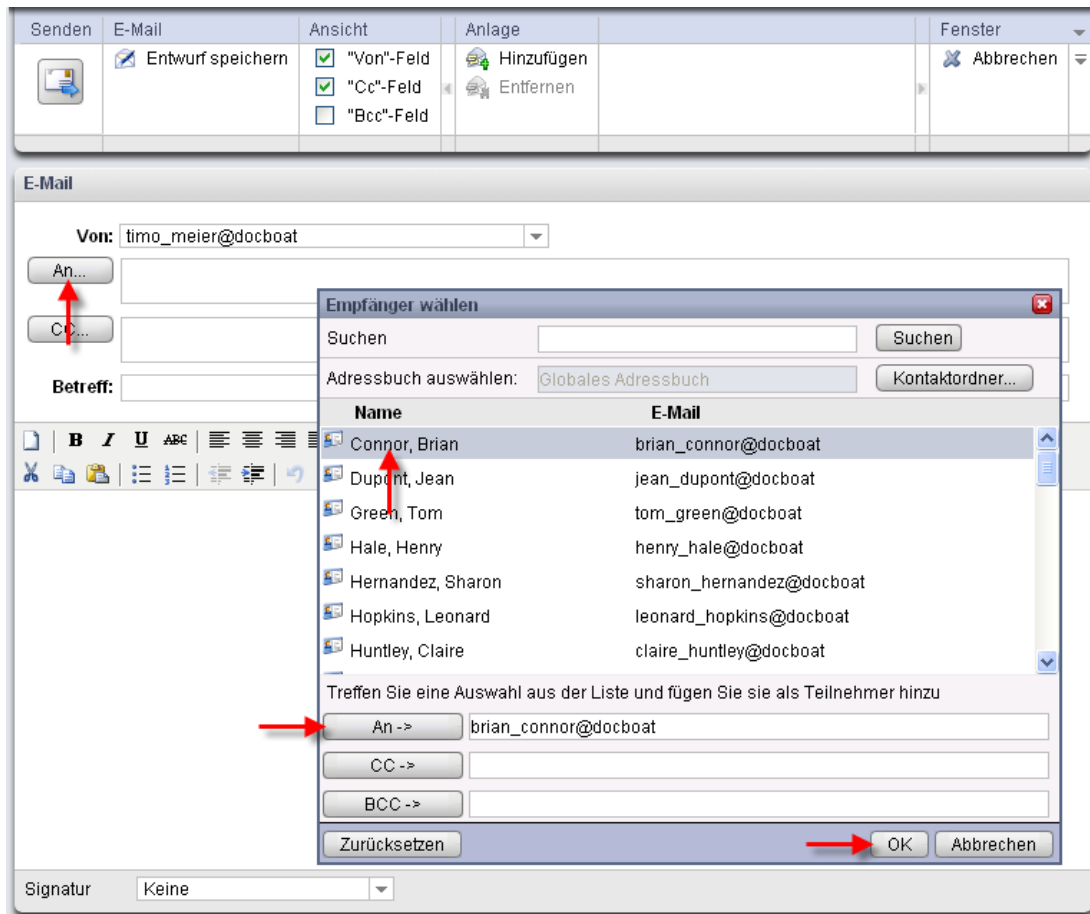 Senden E-Mail Ansicht Anlage Fenster
Entwurf speichern "Von"-Feld Hinzufügen Abbrechen
"Cc"-Feld Entfernen
"Bcc"-Feld
E-Mail
Von: timo_meier@docboat
An...
CC...
Betreff:
B I U ABC
Empfänger wählen
Suchen Suchen
Adressbuch auswählen: Globales Adressbuch Kontaktordner...
Name E-Mail
Connor, Brian brian_connor@docboat
Dupont, Jean jean_dupont@docboat
Green, Tom tom_green@docboat
Hale, Henry henry_hale@docboat
Hernandez, Sharon sharon_hernandez@docboat
Hopkins, Leonard leonard_hopkins@docboat
Huntley, Claire claire_huntley@docboat
Treffen Sie eine Auswahl aus der Liste und fügen Sie sie als Teilnehmer hinzu
An -> brian_connor@docboat
CC ->
BCC ->
Zurücksetzen OK Abbrechen
Signatur Keine